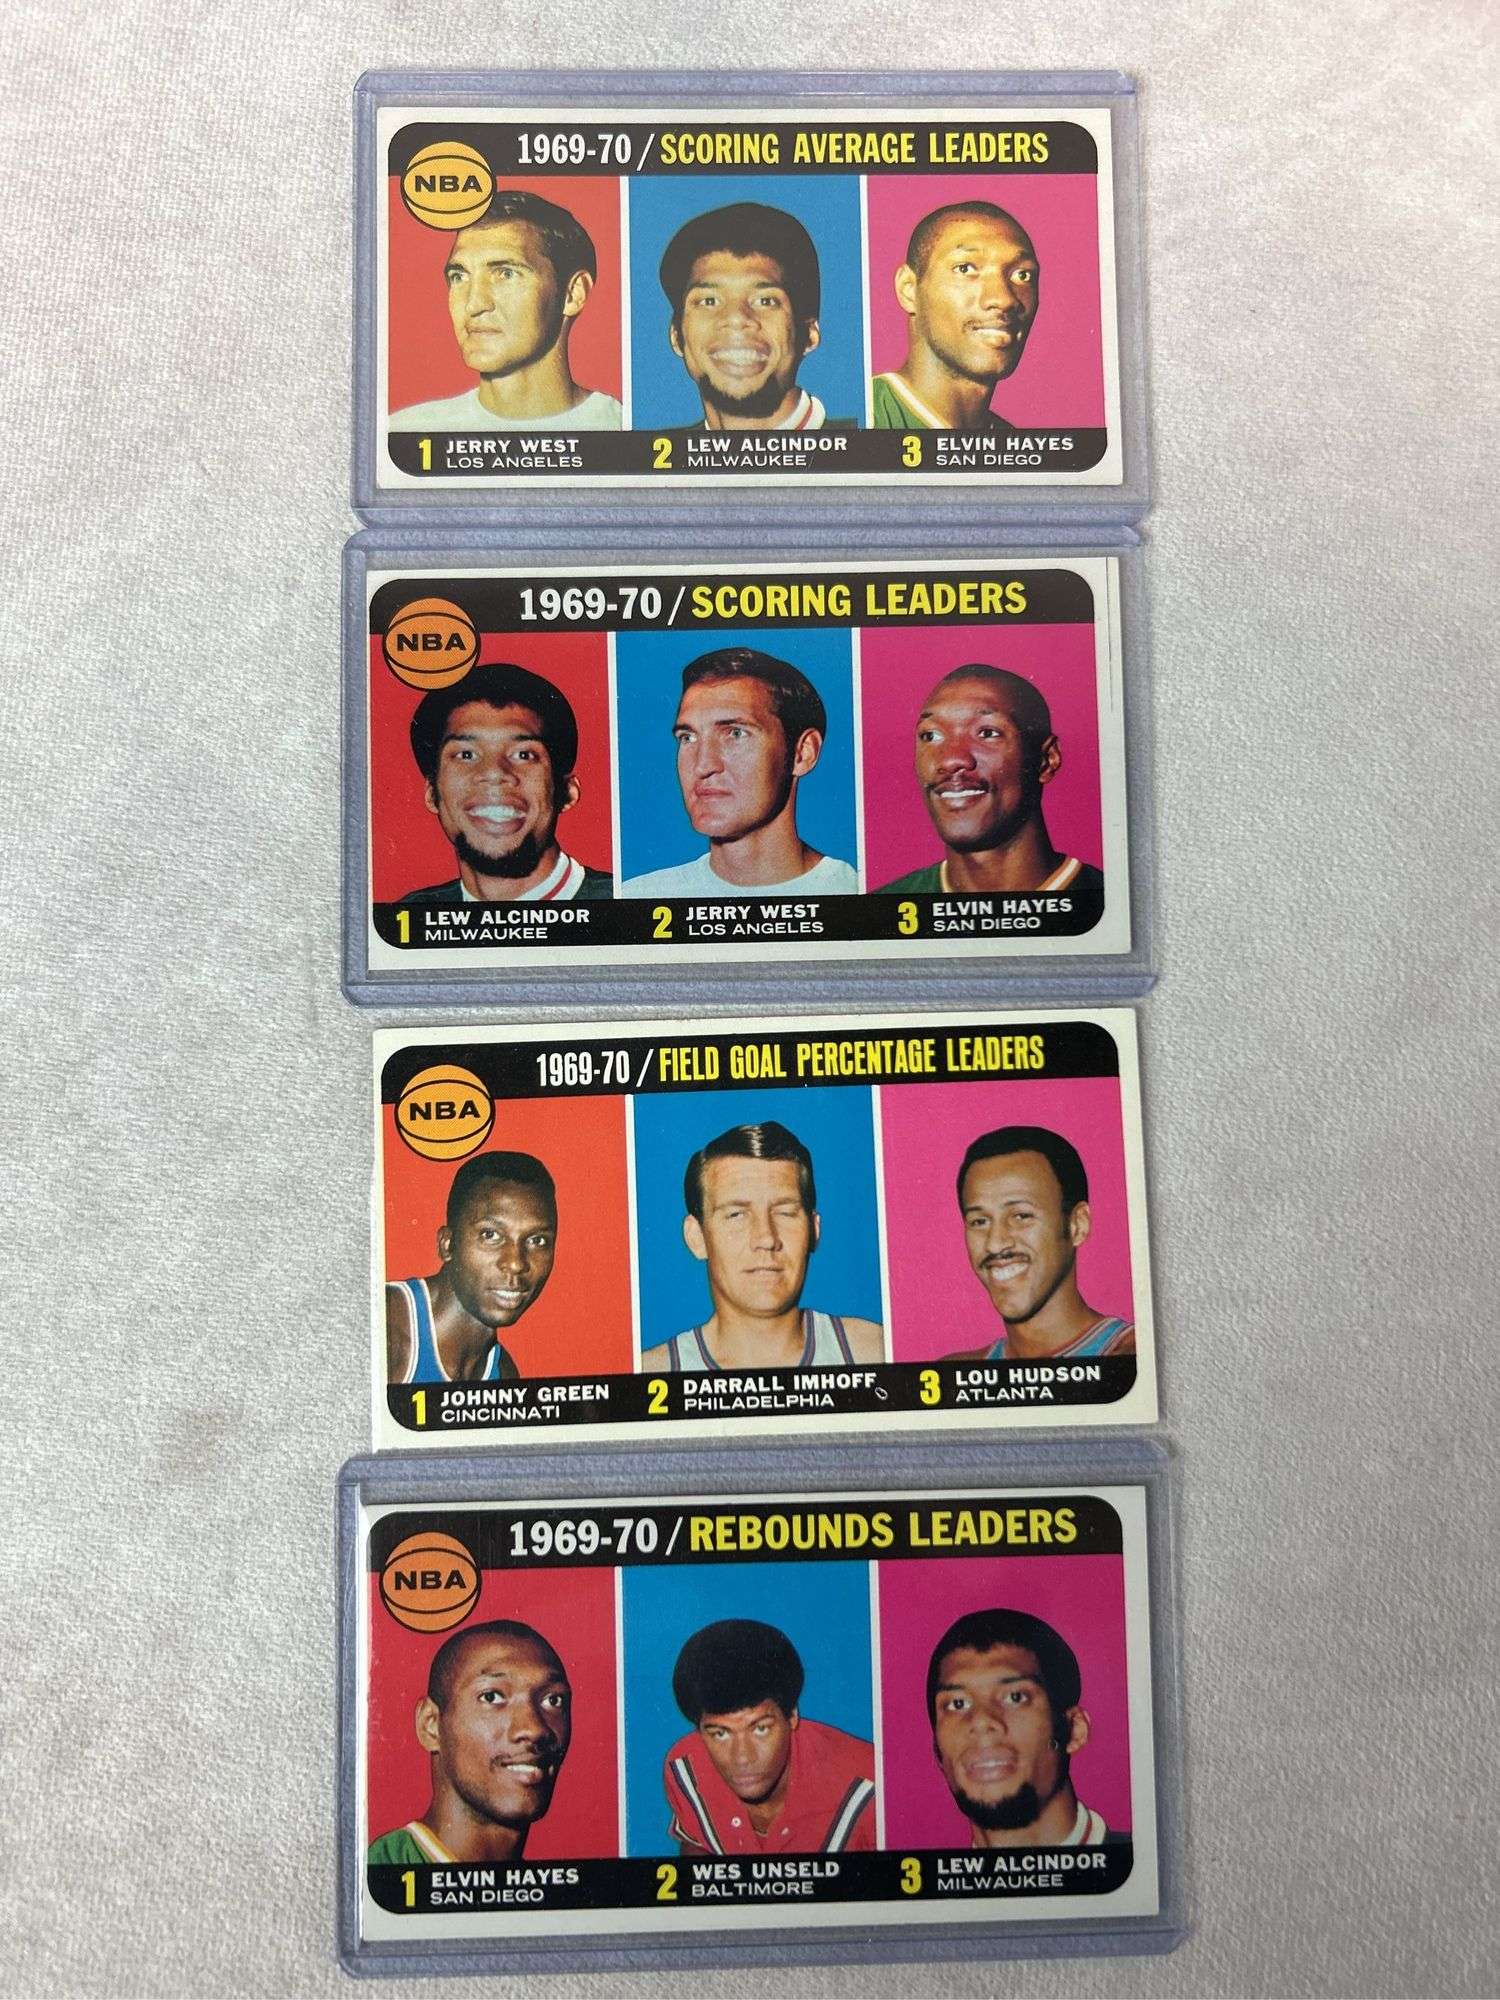 1969-70 / SCORING AVERAGE LEADERS
NBA
1 JERRY WEST
LOS ANGELES
2 LEW ALCINDOR
MILWAUKEE
3 ELVIN HAYES
SAN DIEGO
1969-70 / SCORING LEADERS
NBA
1 LEW ALCINDOR
MILWAUKEE
2 JERRY WEST
LOS ANGELES
3 ELVIN HAYES
SAN DIEGO
1969-70 / FIELD GOAL PERCENTAGE LEADERS
NBA
1 JOHNNY GREEN
CINCINNATI
2 DARRALL IMHOFF
PHILADELPHIA
3 LOU HUDSON
ATLANTA
1969-70 / REBOUNDS LEADERS
NBA
1 ELVIN HAYES
SAN DIEGO
2 WES UNSELD
BALTIMORE
3 LEW ALCINDOR
MILWAUKEE